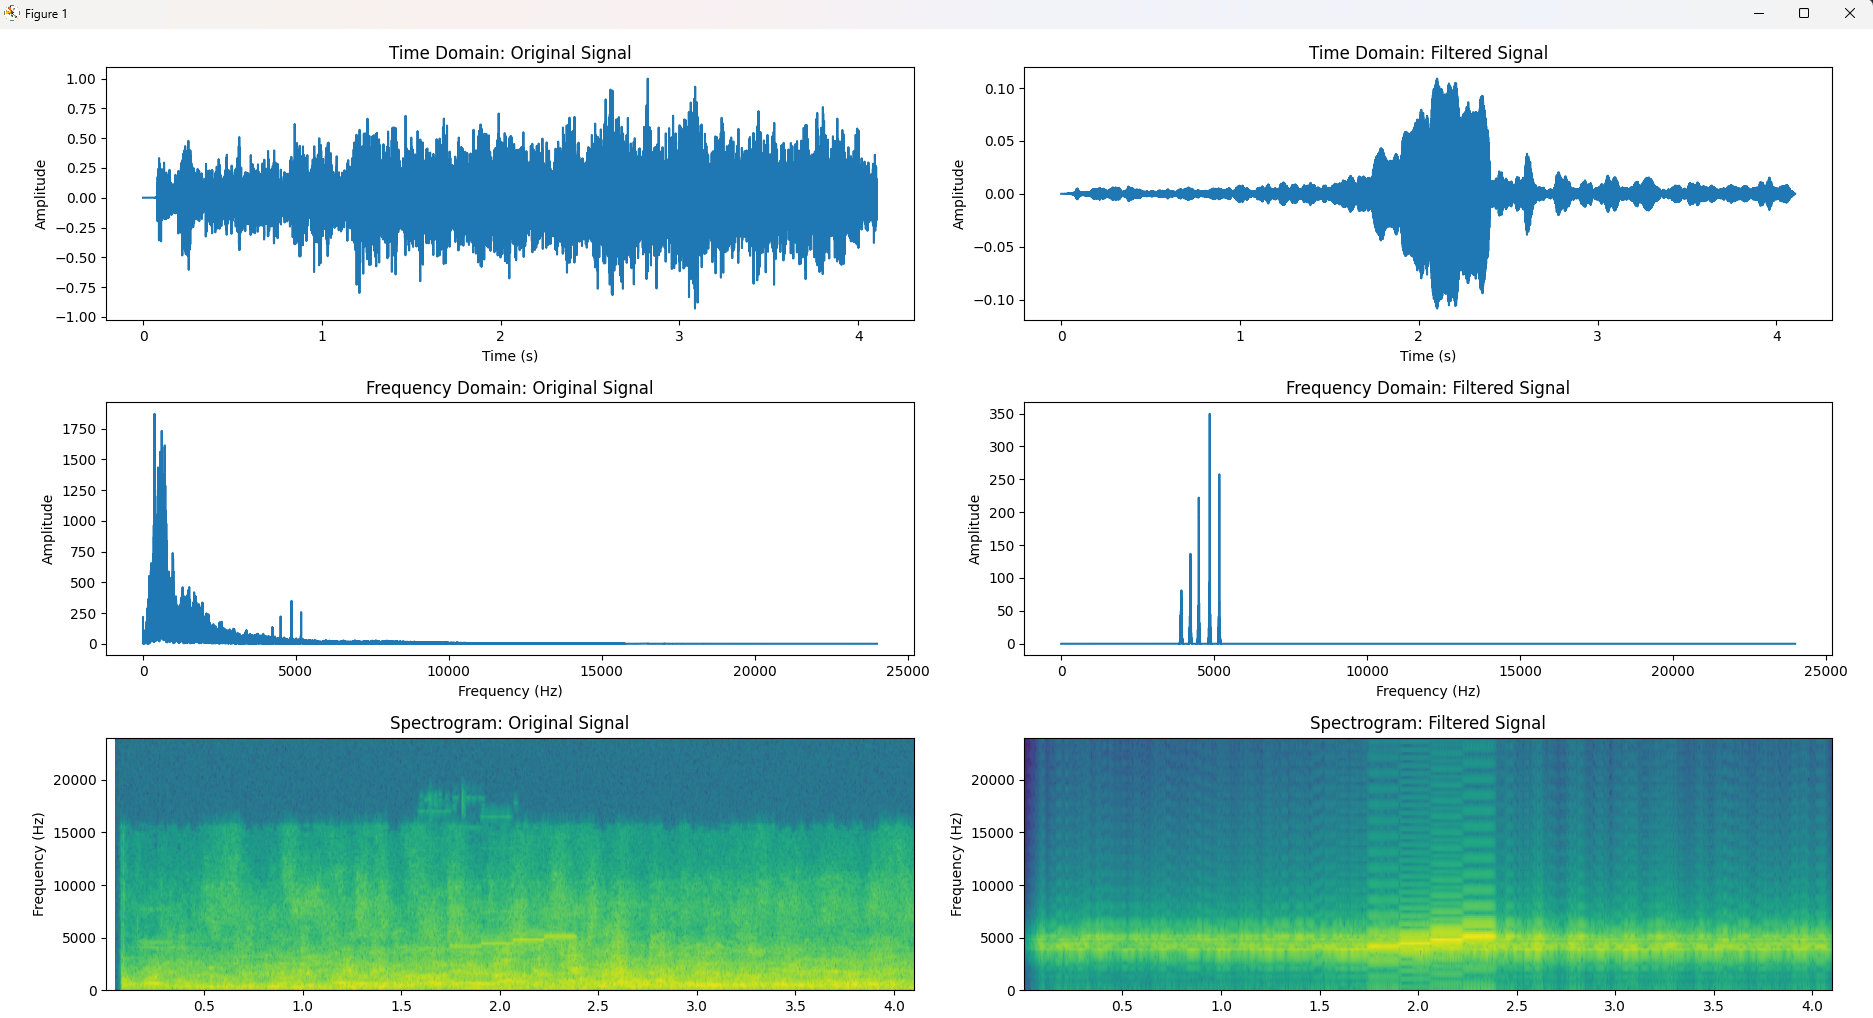 Figure 1
Time Domain: Original Signal
1.00
0.75
0.50
0.25
0.00
−0.25
−0.50
−0.75
−1.00
Amplitude
0 1 2 3 4
Time (s)
Time Domain: Filtered Signal
0.10
0.05
0.00
−0.05
−0.10
Amplitude
0 1 2 3 4
Time (s)
Frequency Domain: Original Signal
1750
1500
1250
1000
750
500
250
0
Amplitude
0 5000 10000 15000 20000 25000
Frequency (Hz)
Frequency Domain: Filtered Signal
350
300
250
200
150
100
50
0
Amplitude
0 5000 10000 15000 20000 25000
Frequency (Hz)
Spectrogram: Original Signal
20000
15000
10000
5000
0
Frequency (Hz)
0.5 1.0 1.5 2.0 2.5 3.0 3.5 4.0
Spectrogram: Filtered Signal
20000
15000
10000
5000
0
Frequency (Hz)
0.5 1.0 1.5 2.0 2.5 3.0 3.5 4.0